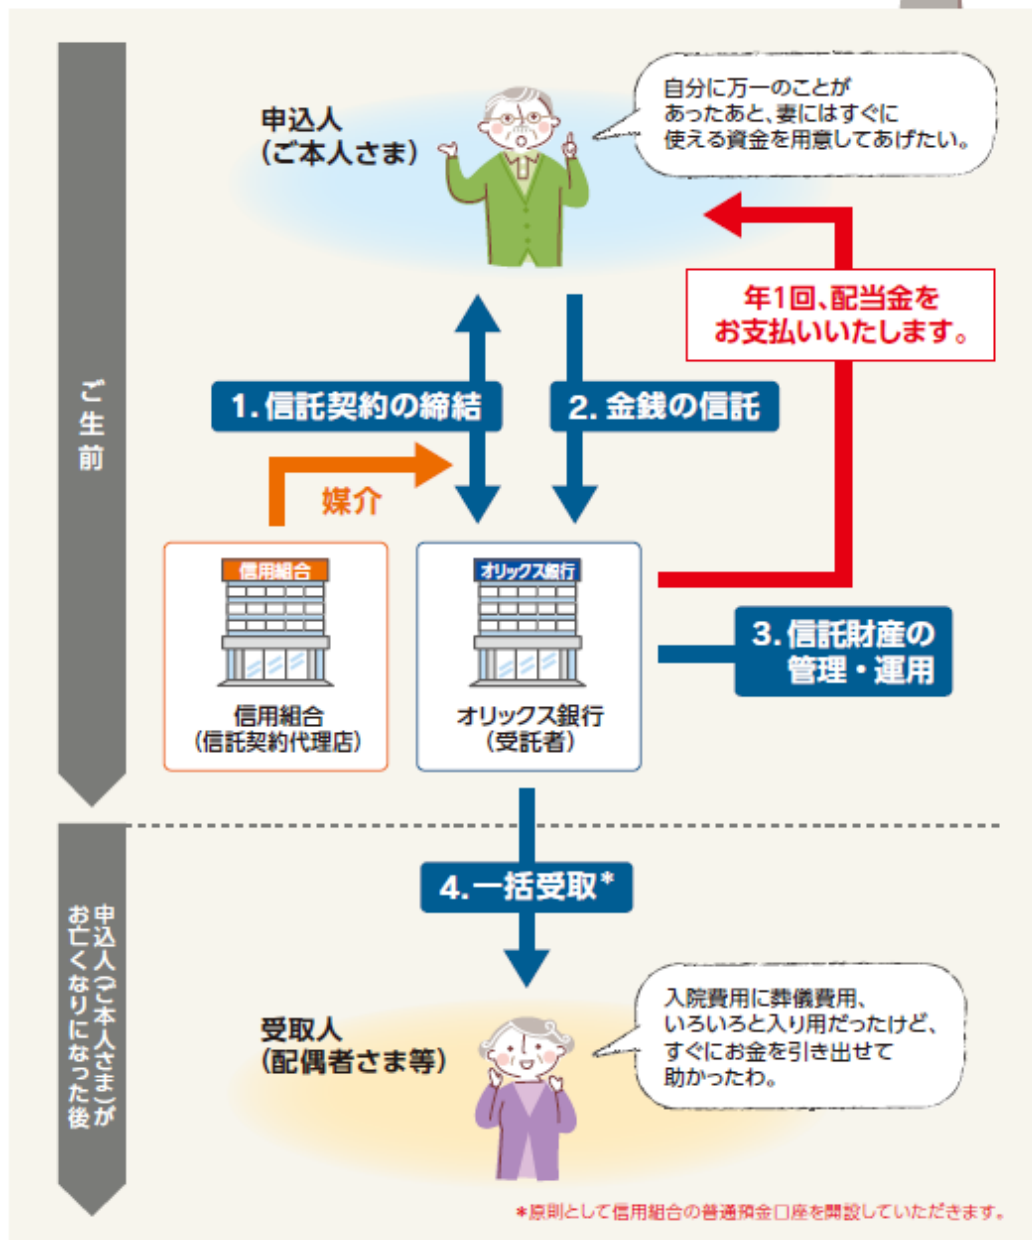 ご生前
申込人
（ご本人さま）
自分に万一のことが
あったあと、妻にはすぐに
使える資金を用意してあげたい。
年1回、配当金を
お支払いいたします。
1.信託契約の締結
2.金銭の信託
媒介
信用組合
オリックス銀行
信用組合
（信託契約代理店）
オリックス銀行
（受託者）
3.信託財産の
管理・運用
申込人（ご本人さま）が
お亡くなりになった後
4.一括受取*
受取人
（配偶者さま等）
入院費用に葬儀費用、
いろいろと入り用だったけど、
すぐにお金を引き出せて
助かったわ。
*原則として信用組合の普通預金口座を開設していただきます。